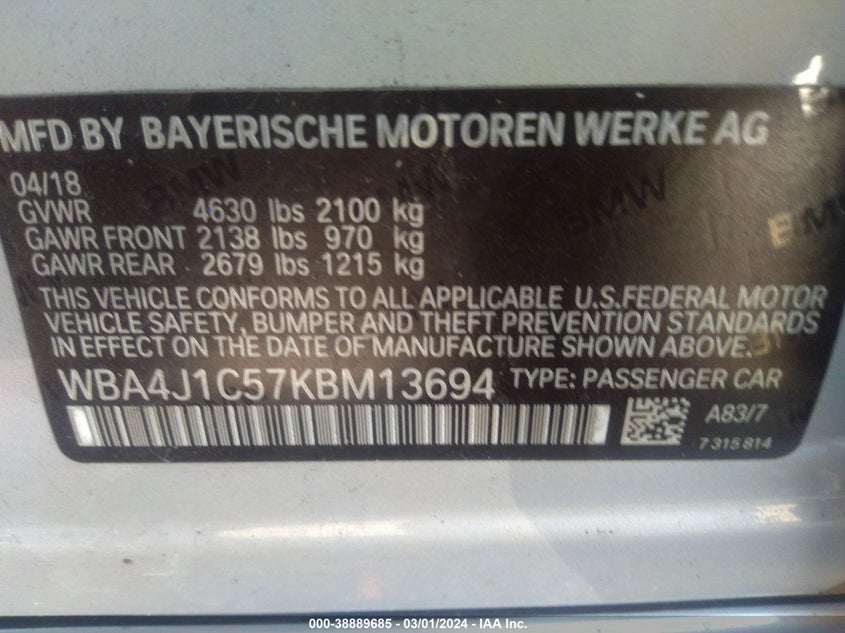 MFD BY BAYERISCHE MOTOREN WERKE AG
04/18
GVWR 4630 lbs 2100 kg
GAWR FRONT 2138 lbs 970 kg
GAWR REAR 2679 lbs 1215 kg
THIS VEHICLE CONFORMS TO ALL APPLICABLE U.S.FEDERAL MOTOR
VEHICLE SAFETY, BUMPER AND THEFT PREVENTION STANDARDS
IN EFFECT ON THE DATE OF MANUFACTURE SHOWN ABOVE.
WBA4J1C57KBM13694 TYPE: PASSENGER CAR
A83/7
7 315 814
BMW
BMW
000-38889685 - 03/01/2024 - IAA Inc.